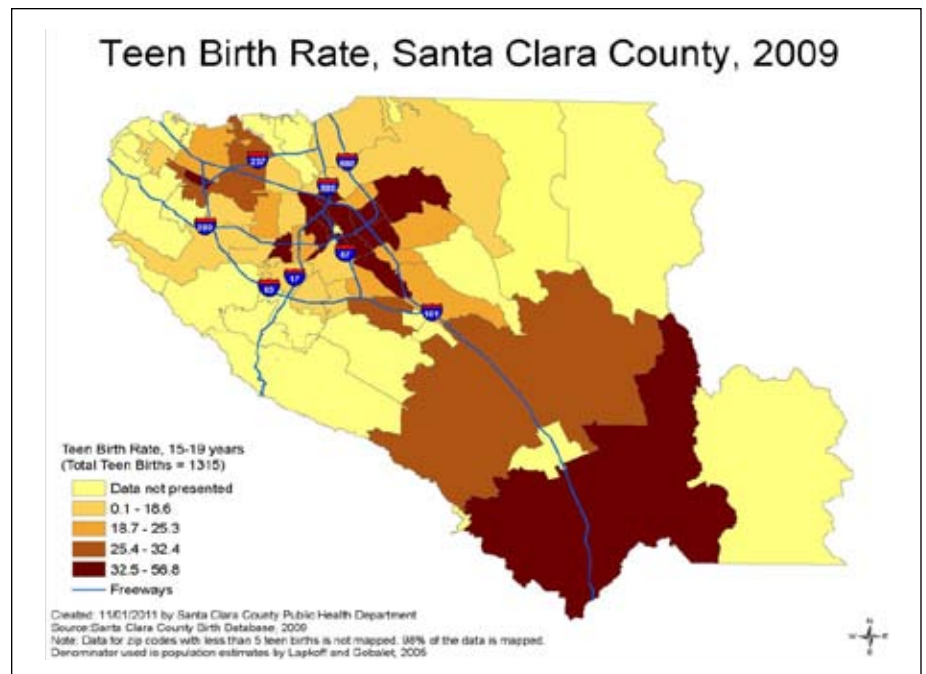 Teen Birth Rate, Santa Clara County, 2009
237
680
880
280
87
85
17
101
Teen Birth Rate, 15-19 years
(Total Teen Births = 1315)
Data not presented
0.1 - 18.6
18.7 - 25.3
25.4 - 32.4
32.5 - 56.8
Freeways
Created: 11/01/2011 by Santa Clara County Public Health Department
Source:Santa Clara County Birth Database, 2009
Note: Data for zip codes with less than 5 teen births is not mapped. 98% of the data is mapped.
Denominator used is population estimates by Lapkoff and Gobalet, 2005
N
W
E
S